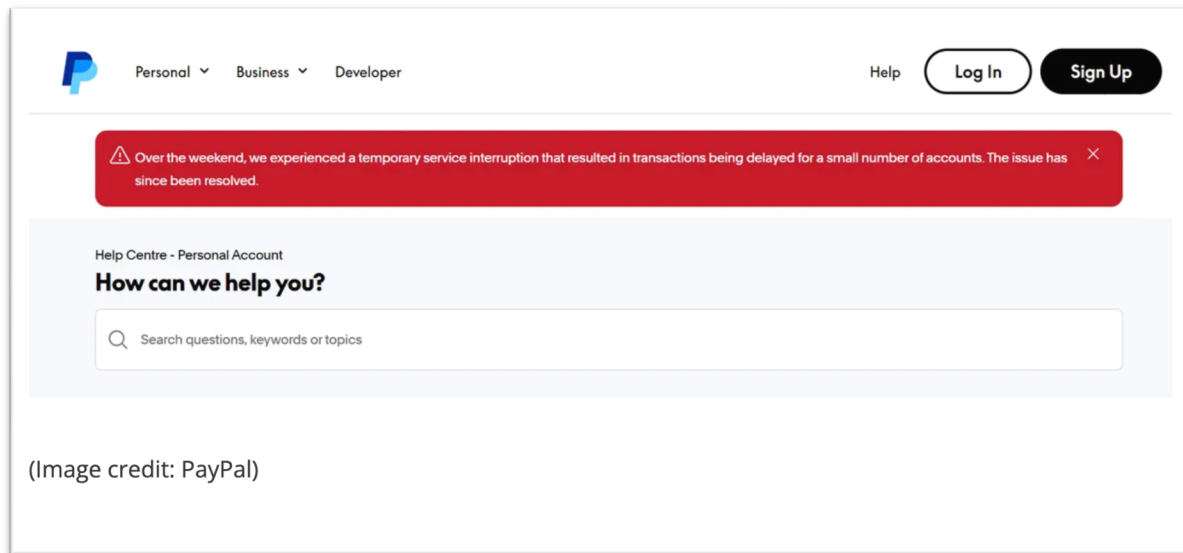 Personal Business Developer Help Log In Sign Up
Over the weekend, we experienced a temporary service interruption that resulted in transactions being delayed for a small number of accounts. The issue has
since been resolved.
Help Centre - Personal Account
How can we help you?
Search questions, keywords or topics
(Image credit: PayPal)